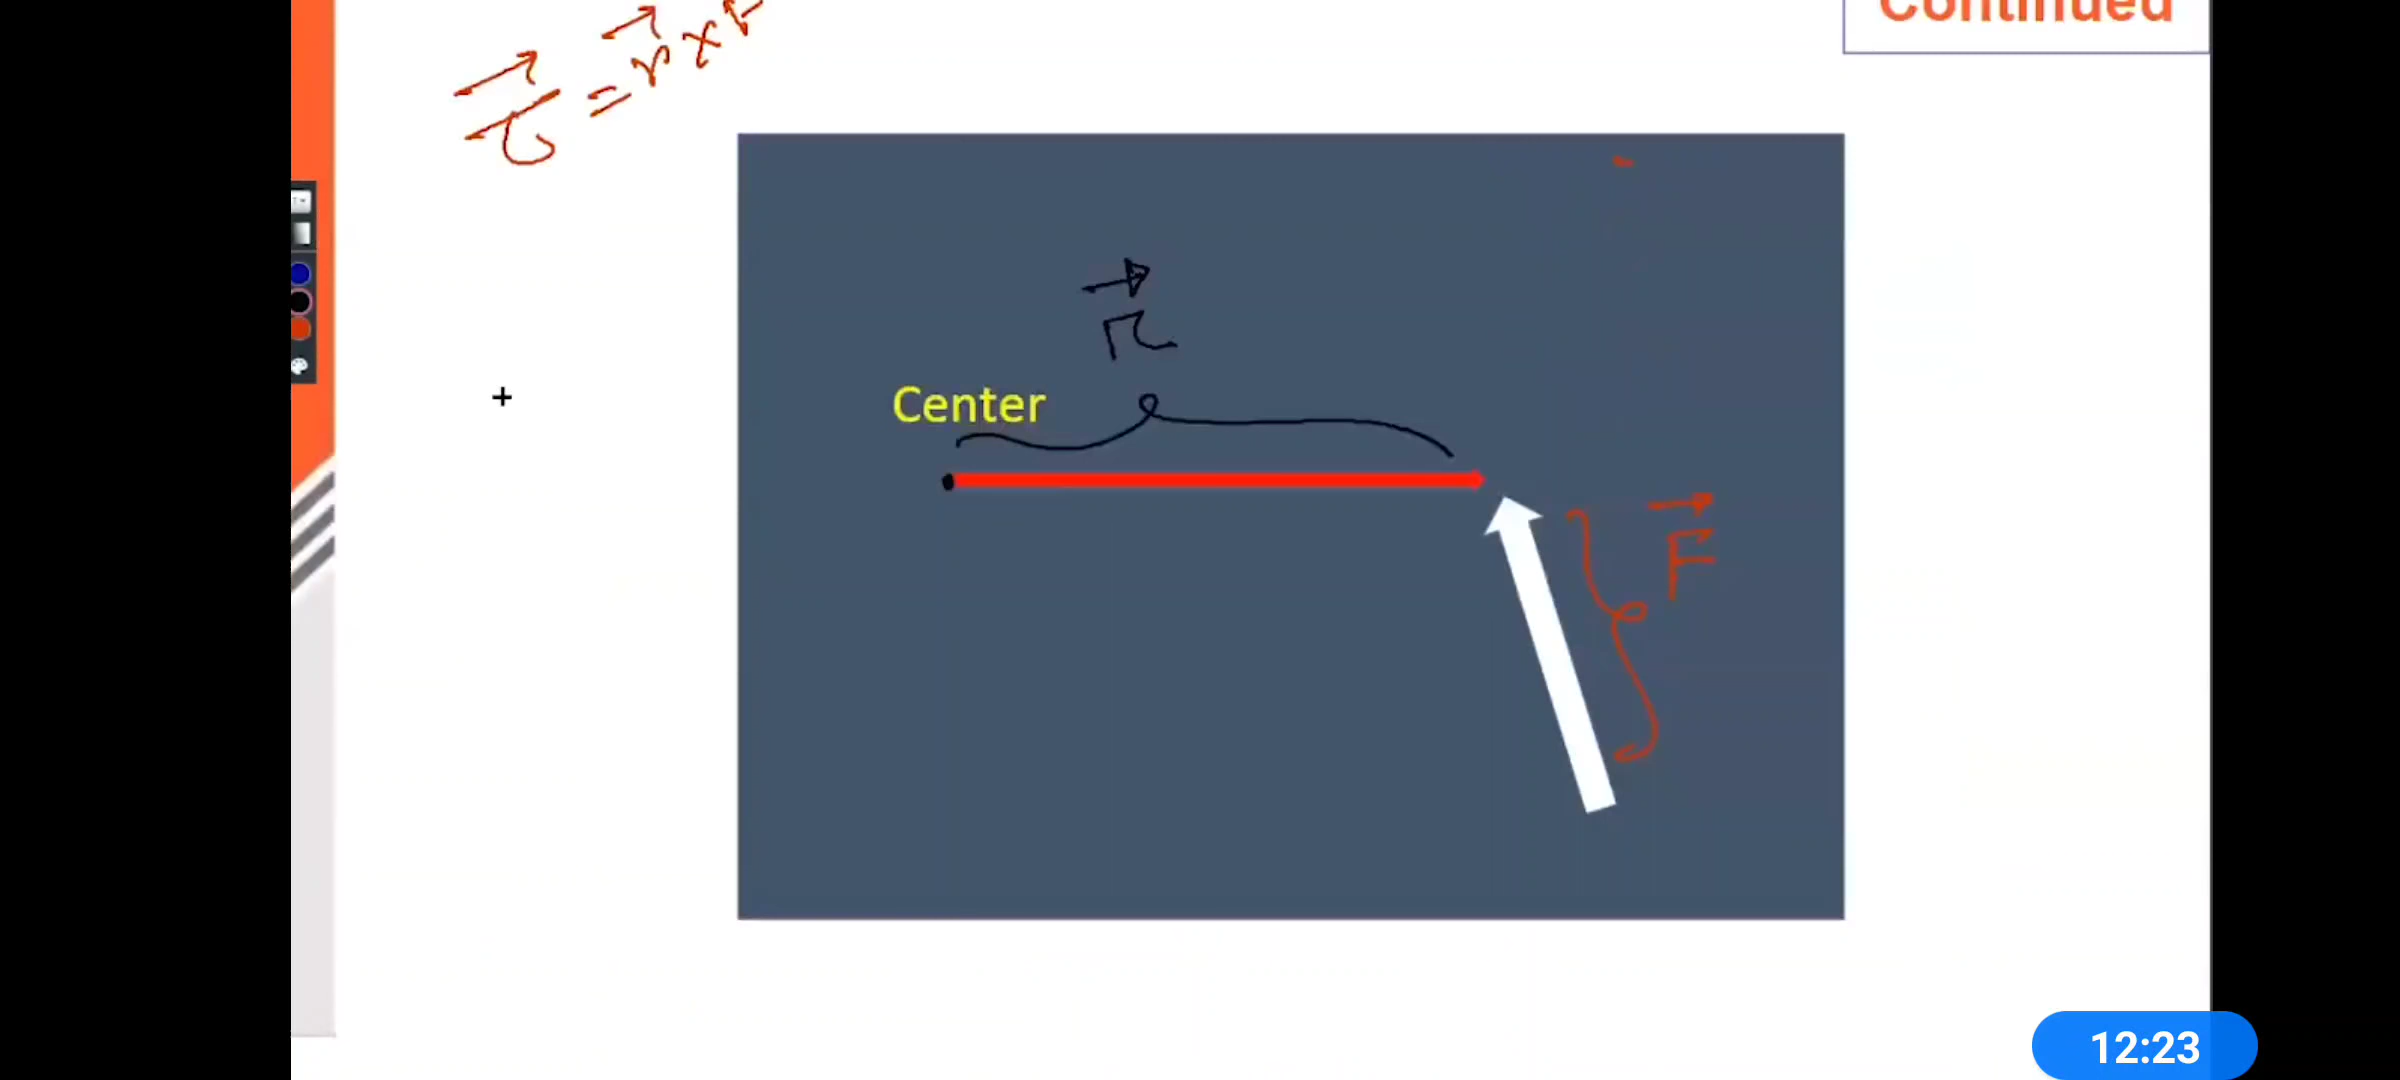 Continued
τ⃗ = r⃗ × F
r⃗
Center
F⃗
12:23